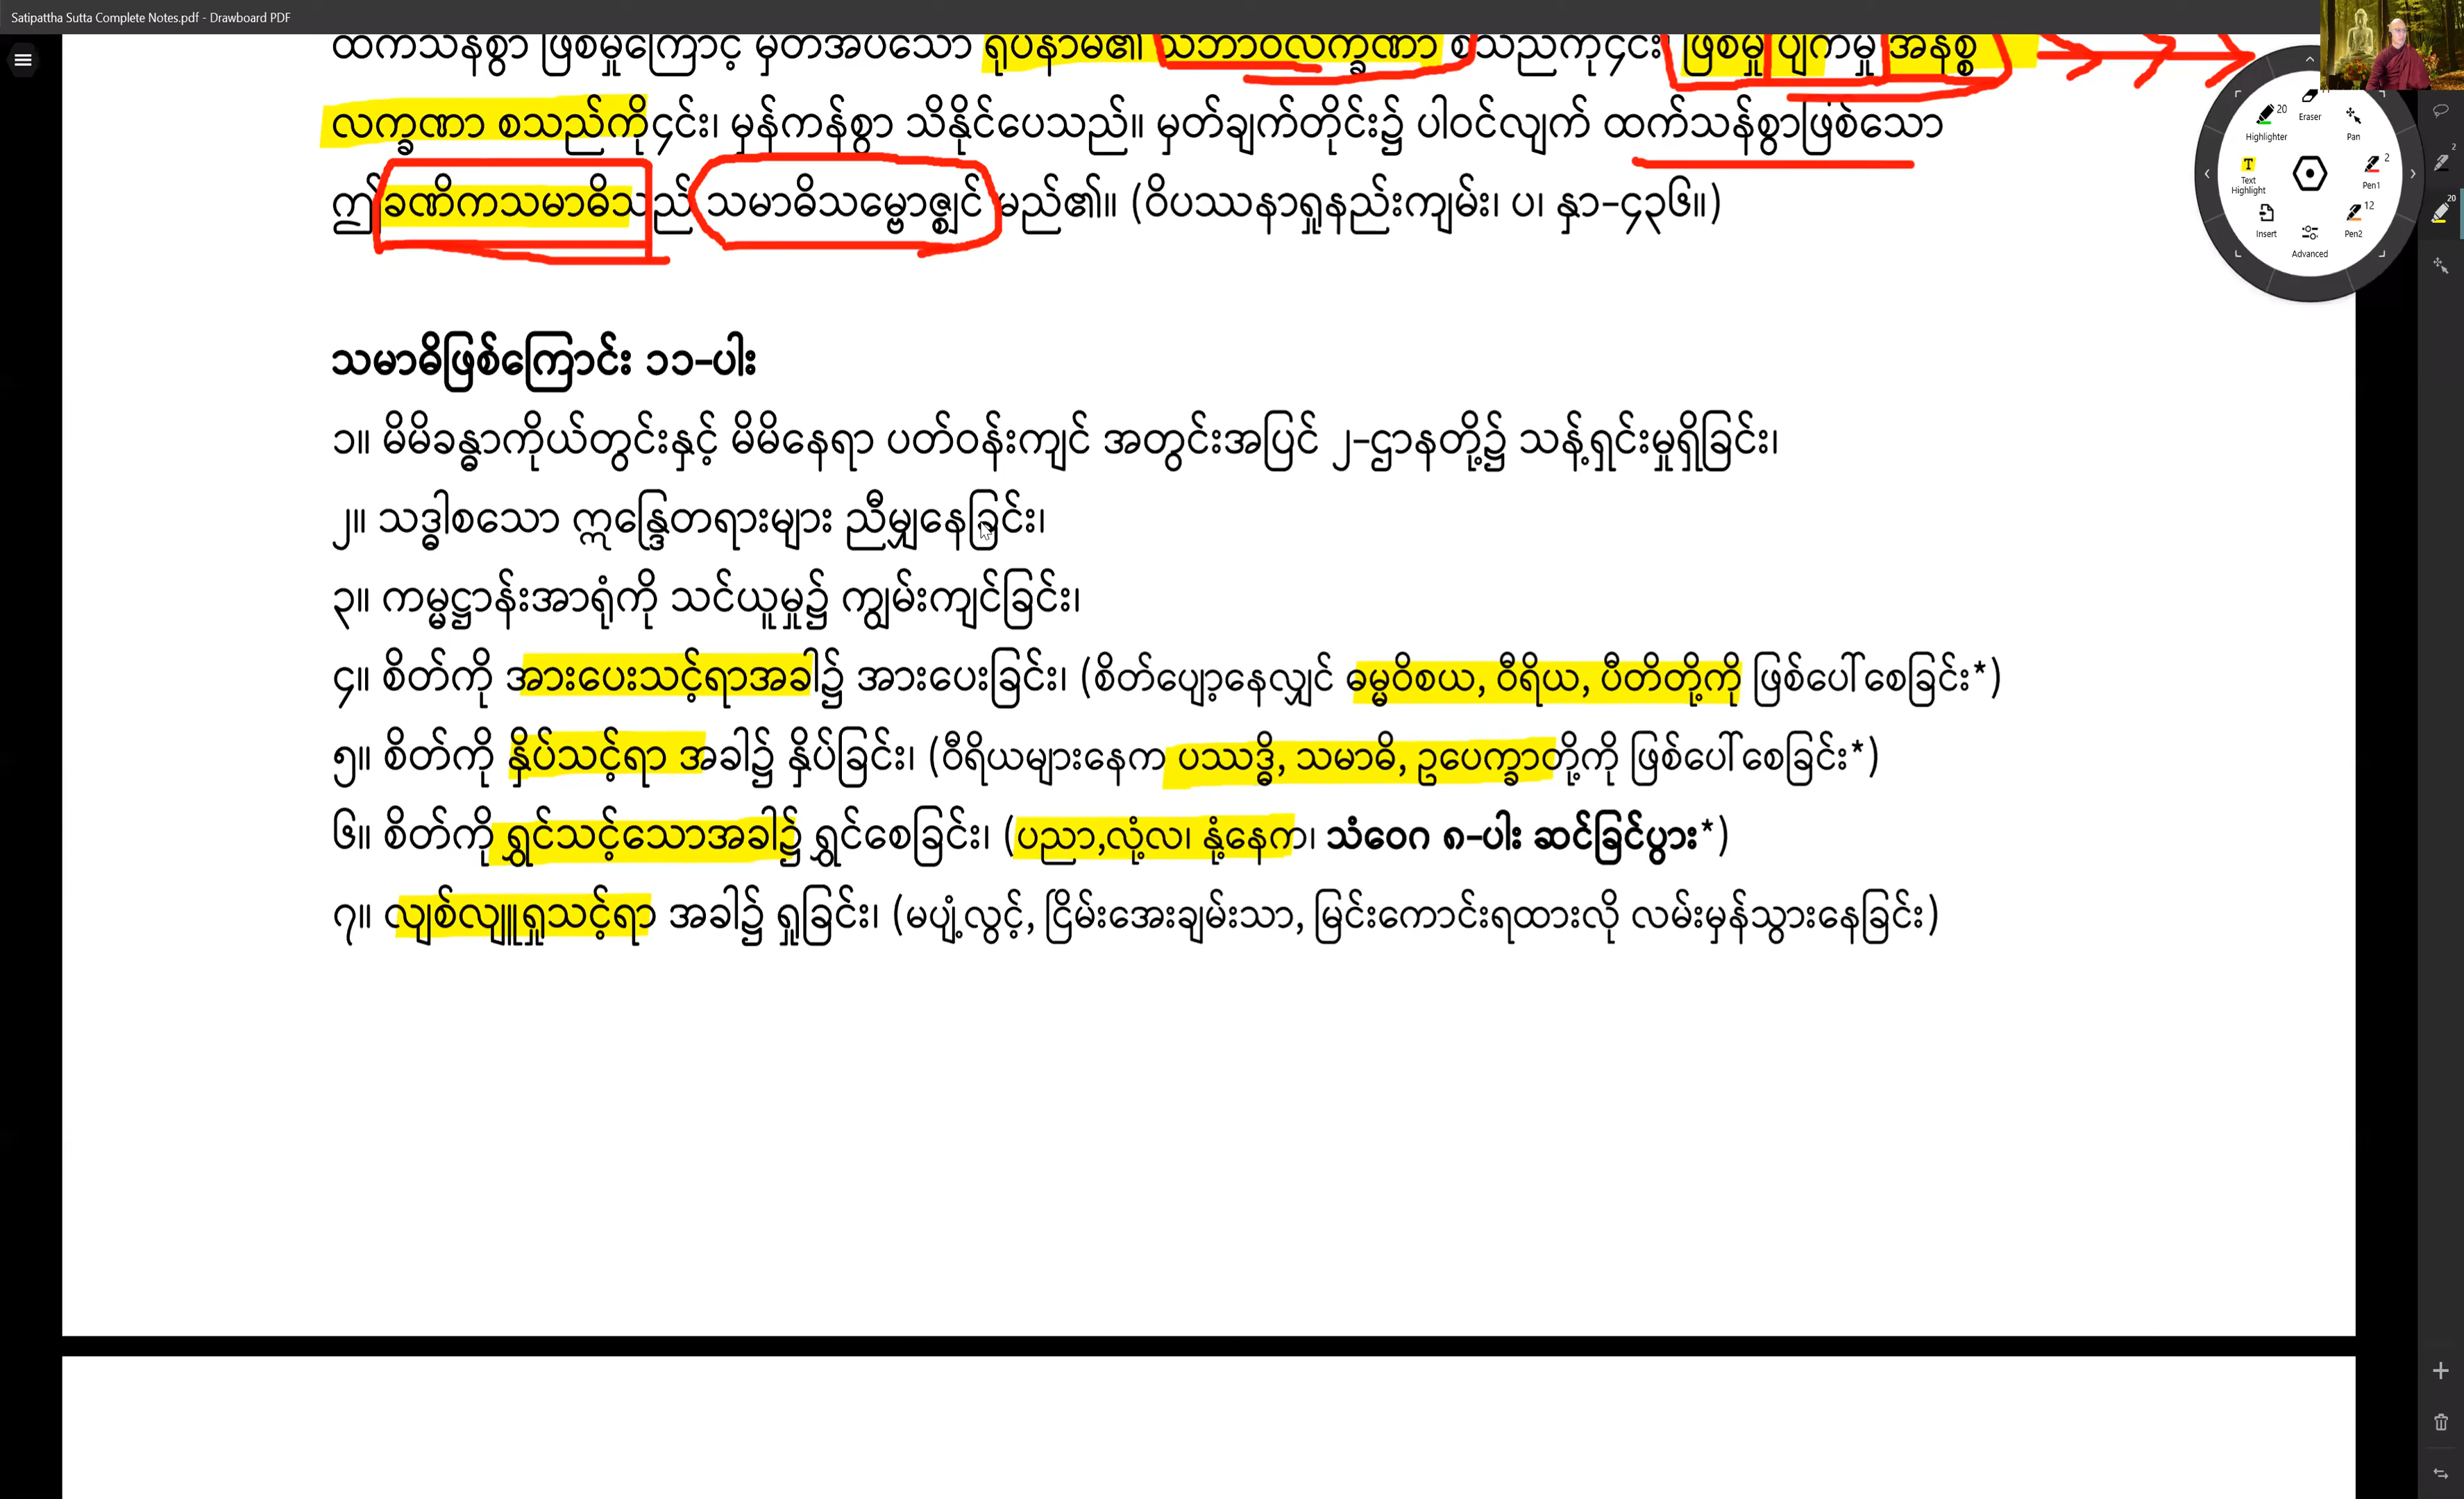 Satipattha Sutta Complete Notes.pdf - Drawboard PDF
ထက်သန်စွာ ဖြစ်မှုကြောင့် မှတ်အပ်သော ရုပ်နာမ်၏ သဘာဝလက္ခဏာ စသည်ကို၎င်း၊ ဖြစ်မှု ပျက်မှု အနိစ္စ
လက္ခဏာ စသည်ကို၎င်း၊ မှန်ကန်စွာ သိနိုင်ပေသည်။ မှတ်ချက်တိုင်း၌ ပါဝင်လျက် ထက်သန်စွာဖြစ်သော
ဤ ခဏိကသမာဓိသည် သမာဓိသမ္ဗောဇ္ဈင် မည်၏။ (ဝိပဿနာရှုနည်းကျမ်း၊ ပ၊ နှာ-၄၃၆။)
သမာဓိဖြစ်ကြောင်း ၁၁-ပါး
၁။ မိမိခန္ဓာကိုယ်တွင်းနှင့် မိမိနေရာ ပတ်ဝန်းကျင် အတွင်းအပြင် ၂-ဌာနတို့၌ သန့်ရှင်းမှုရှိခြင်း၊
၂။ သဒ္ဓါစသော ဣန္ဒြေတရားများ ညီမျှနေခြင်း၊
၃။ ကမ္မဋ္ဌာန်းအာရုံကို သင်ယူမှု၌ ကျွမ်းကျင်ခြင်း၊
၄။ စိတ်ကို အားပေးသင့်ရာအခါ၌ အားပေးခြင်း၊ (စိတ်ပျော့နေလျှင် ဓမ္မဝိစယ, ဝီရိယ, ပီတိတို့ကို ဖြစ်ပေါ်စေခြင်း*)
၅။ စိတ်ကို နှိပ်သင့်ရာ အခါ၌ နှိပ်ခြင်း၊ (ဝီရိယများနေက ပဿဒ္ဓိ, သမာဓိ, ဥပေက္ခာတို့ကို ဖြစ်ပေါ်စေခြင်း*)
၆။ စိတ်ကို ရွှင်သင့်သောအခါ၌ ရွှင်စေခြင်း၊ (ပညာ,လုံ့လ၊ နုံ့နေက၊ သံဝေဂ ၈-ပါး ဆင်ခြင်ပွား*)
၇။ လျစ်လျူရှုသင့်ရာ အခါ၌ ရှုခြင်း၊ (မပျံ့လွင့်, ငြိမ်းအေးချမ်းသာ, မြင်းကောင်းရထားလို လမ်းမှန်သွားနေခြင်း)
Eraser
20
Highlighter
Pan
Text Highlight
2
Pen1
Insert
12
Pen2
Advanced
2
20